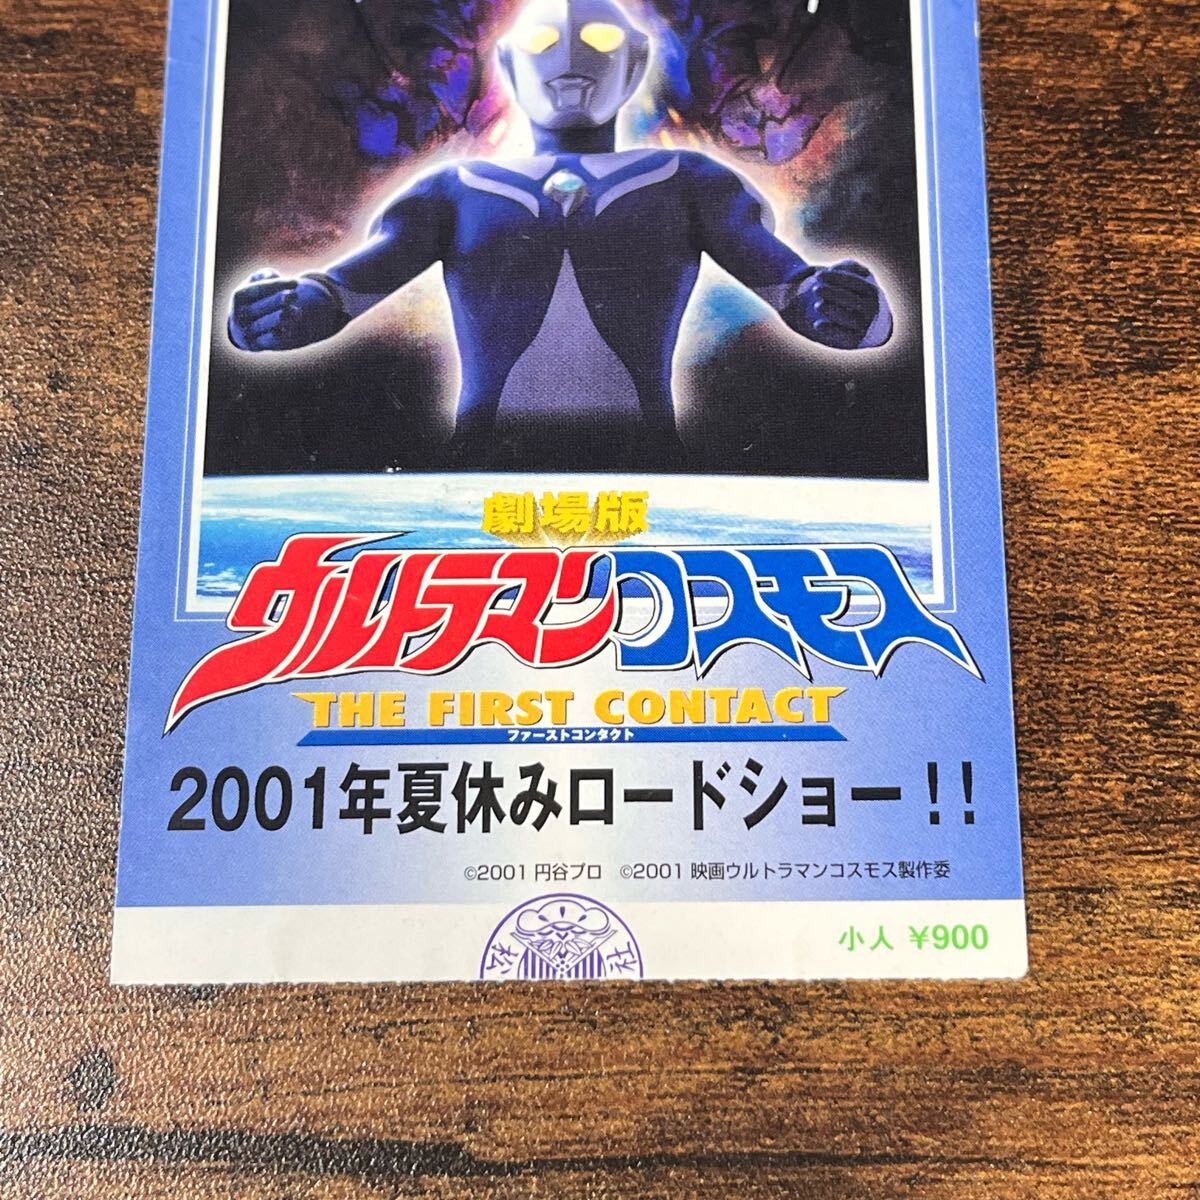 劇場版
ウルトラマンコスモス
THE FIRST CONTACT
ファーストコンタクト
2001年夏休みロードショー!!
©2001 円谷プロ ©2001 映画ウルトラマンコスモス製作委
小人 ¥900